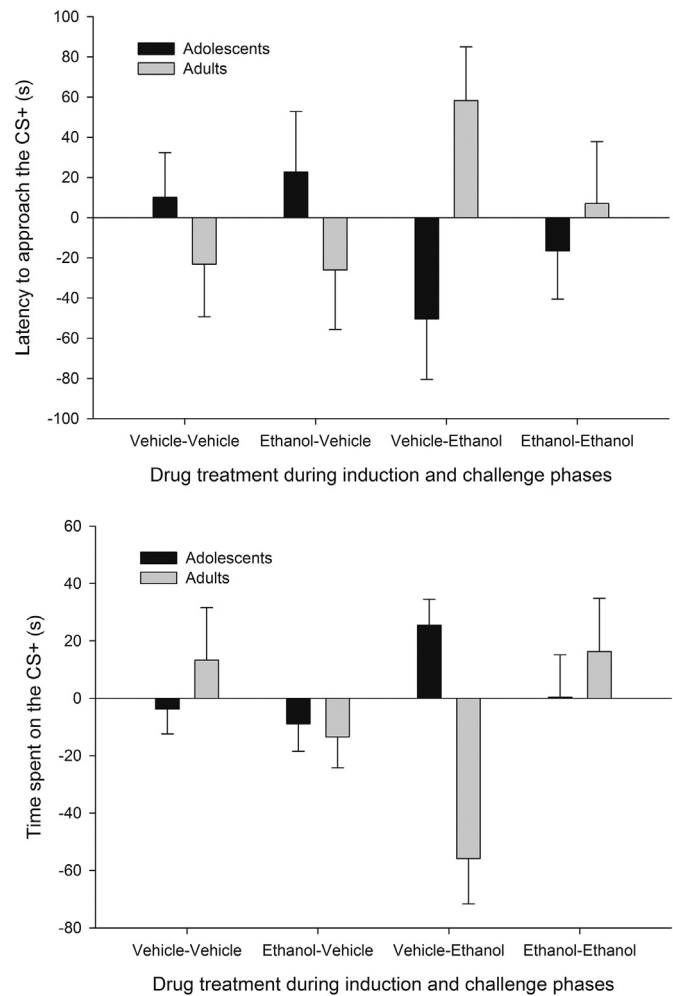 Latency to approach the CS+ (s)
100
80
60
40
20
0
-20
-40
-60
-80
-100
Adolescents
Adults
Vehicle-Vehicle
Ethanol-Vehicle
Vehicle-Ethanol
Ethanol-Ethanol
Drug treatment during induction and challenge phases
Time spent on the CS+ (s)
60
40
20
0
-20
-40
-60
-80
Adolescents
Adults
Vehicle-Vehicle
Ethanol-Vehicle
Vehicle-Ethanol
Ethanol-Ethanol
Drug treatment during induction and challenge phases